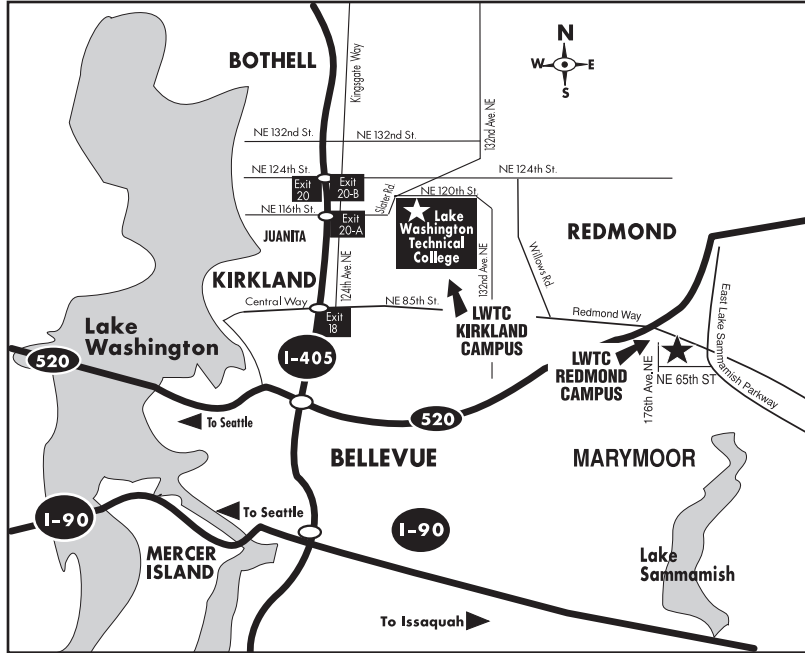 N
W
E
S
BOTHELL
Kingsgate Way
132nd Ave. NE
NE 132nd St.
NE 132nd St.
NE 124th St.
NE 124th St.
Exit
20
Exit
20-B
Slater Rd.
NE 120th St.
NE 116th St.
Exit
20-A
JUANITA
Lake
Washington
Technical
College
REDMOND
KIRKLAND
124th Ave. NE
132nd Ave. NE
Willows Rd.
Central Way
NE 85th St.
Exit
18
Redmond Way
East Lake Sammamish Parkway
LWTC
KIRKLAND
CAMPUS
Lake
Washington
I-405
520
LWTC
REDMOND
CAMPUS
176th Ave. NE
NE 65th ST
To Seattle
520
BELLEVUE
MARYMOOR
I-90
To Seattle
I-90
MERCER
ISLAND
Lake
Sammamish
To Issaquah